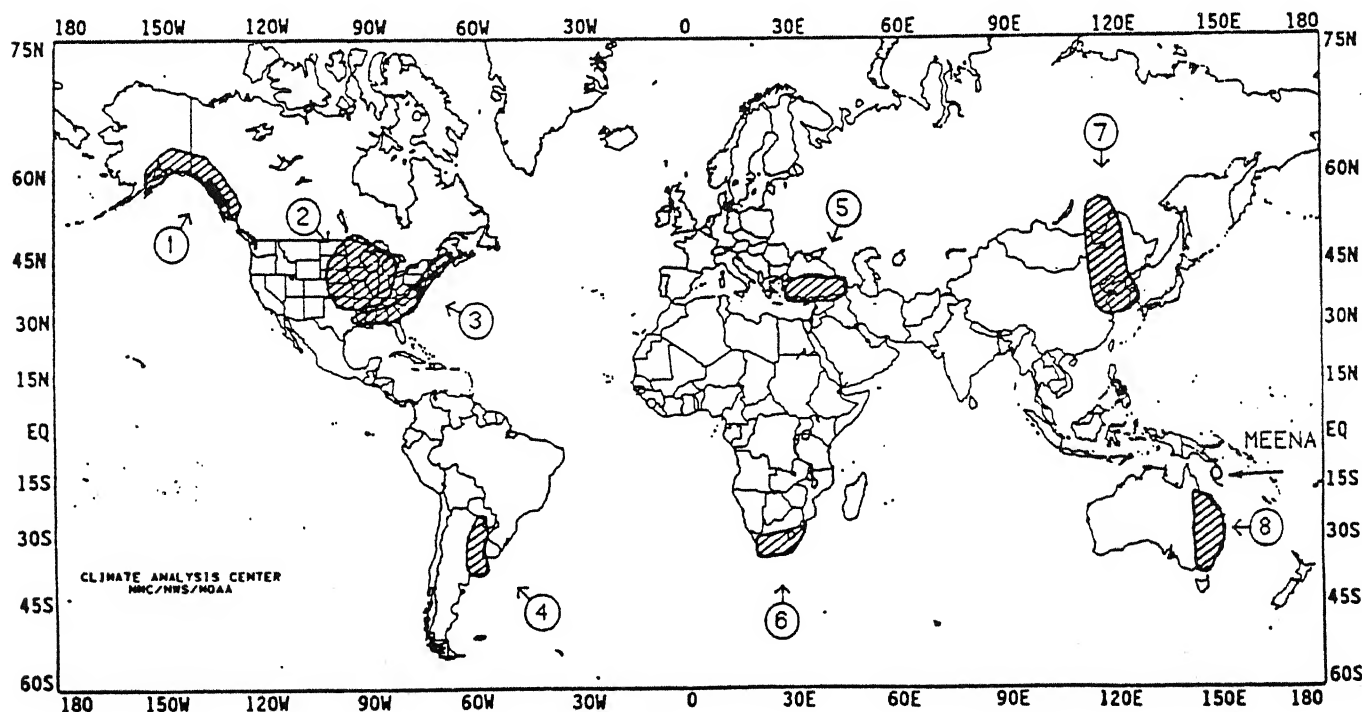 180 150W 120W 90W 60W 30W 0 30E 60E 90E 120E 150E 180
75N 75N
7
60N 60N
2 5
1
45N 45N
3
30N 30N
15N 15N
EQ EQ
MEENA
15S 15S
8
30S 30S
CLIMATE ANALYSIS CENTER
NMC/NWS/NOAA
45S 4 6 45S
60S 60S
180 150W 120W 90W 60W 30W 0 30E 60E 90E 120E 150E 180